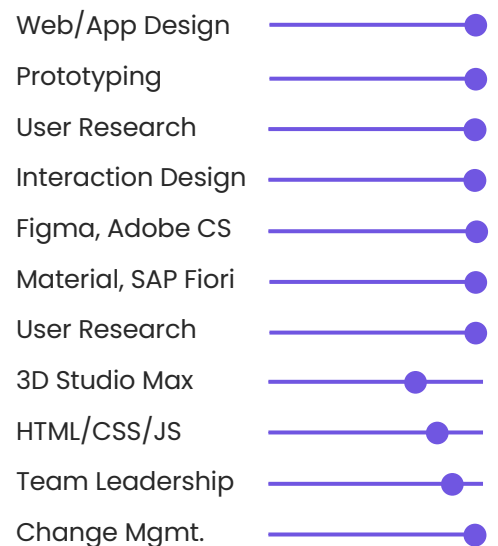 Web/App Design
Prototyping
User Research
Interaction Design
Figma, Adobe CS
Material, SAP Fiori
User Research
3D Studio Max
HTML/CSS/JS
Team Leadership
Change Mgmt.